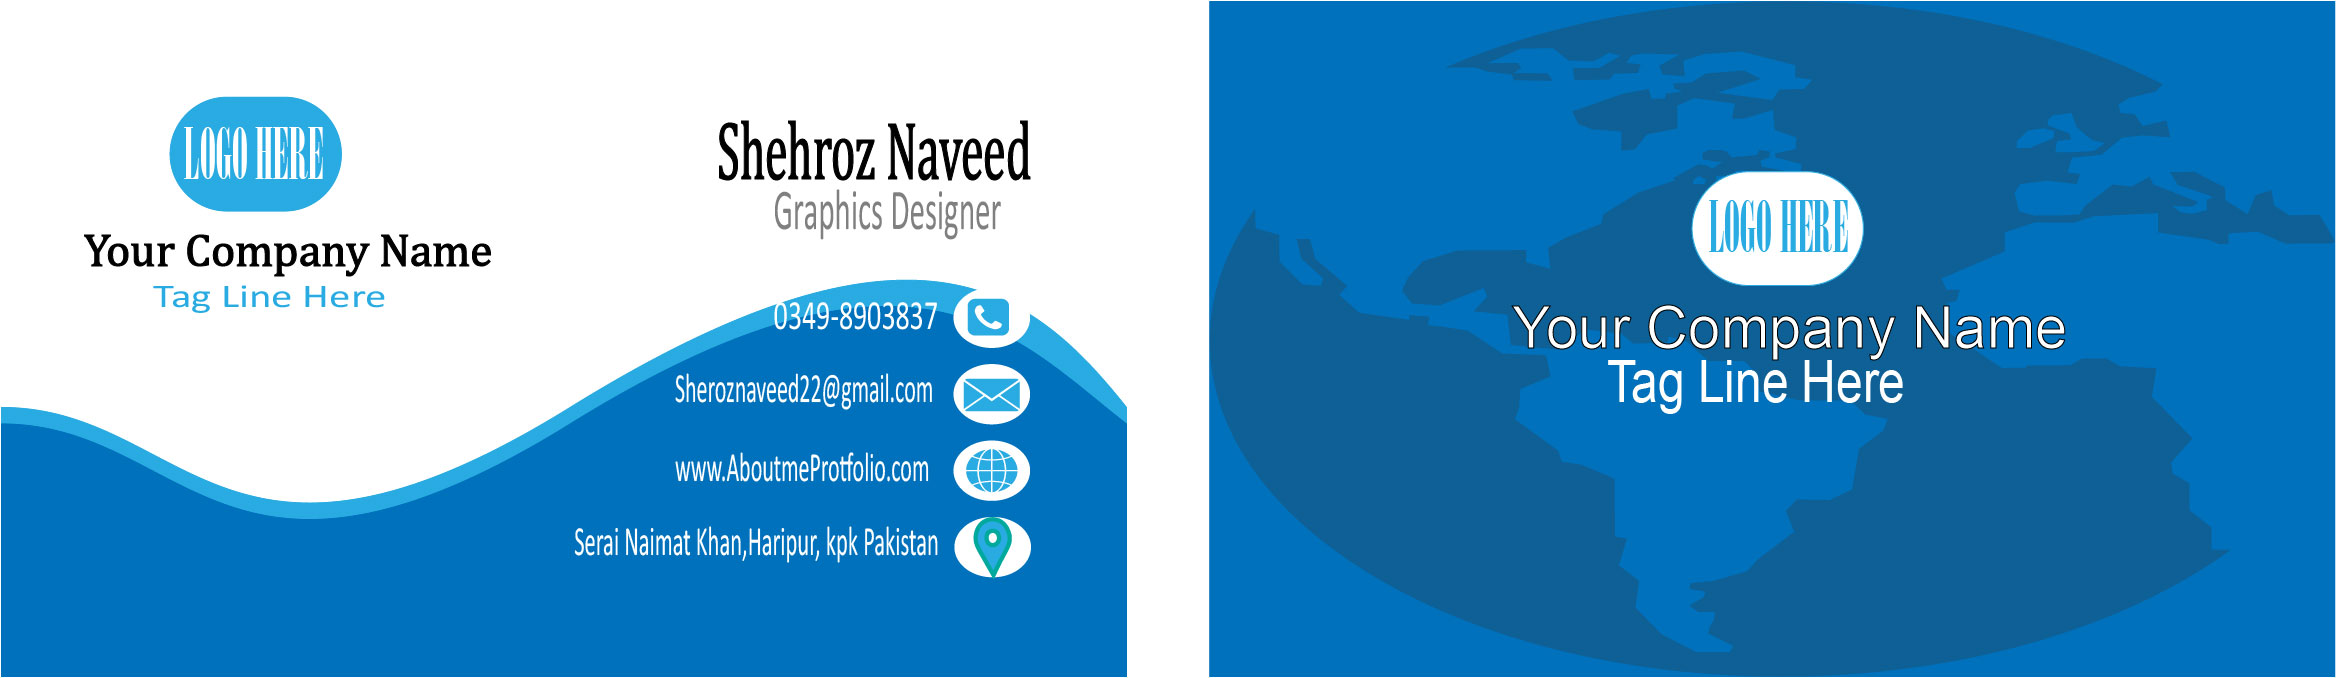 LOGO HERE
Your Company Name
Tag Line Here
Shehroz Naveed
Graphics Designer
0349-8903837
Sheroznaveed22@gmail.com
www.AboutmeProtfolio.com
Serai Naimat Khan,Haripur, kpk Pakistan
LOGO HERE
Your Company Name
Tag Line Here